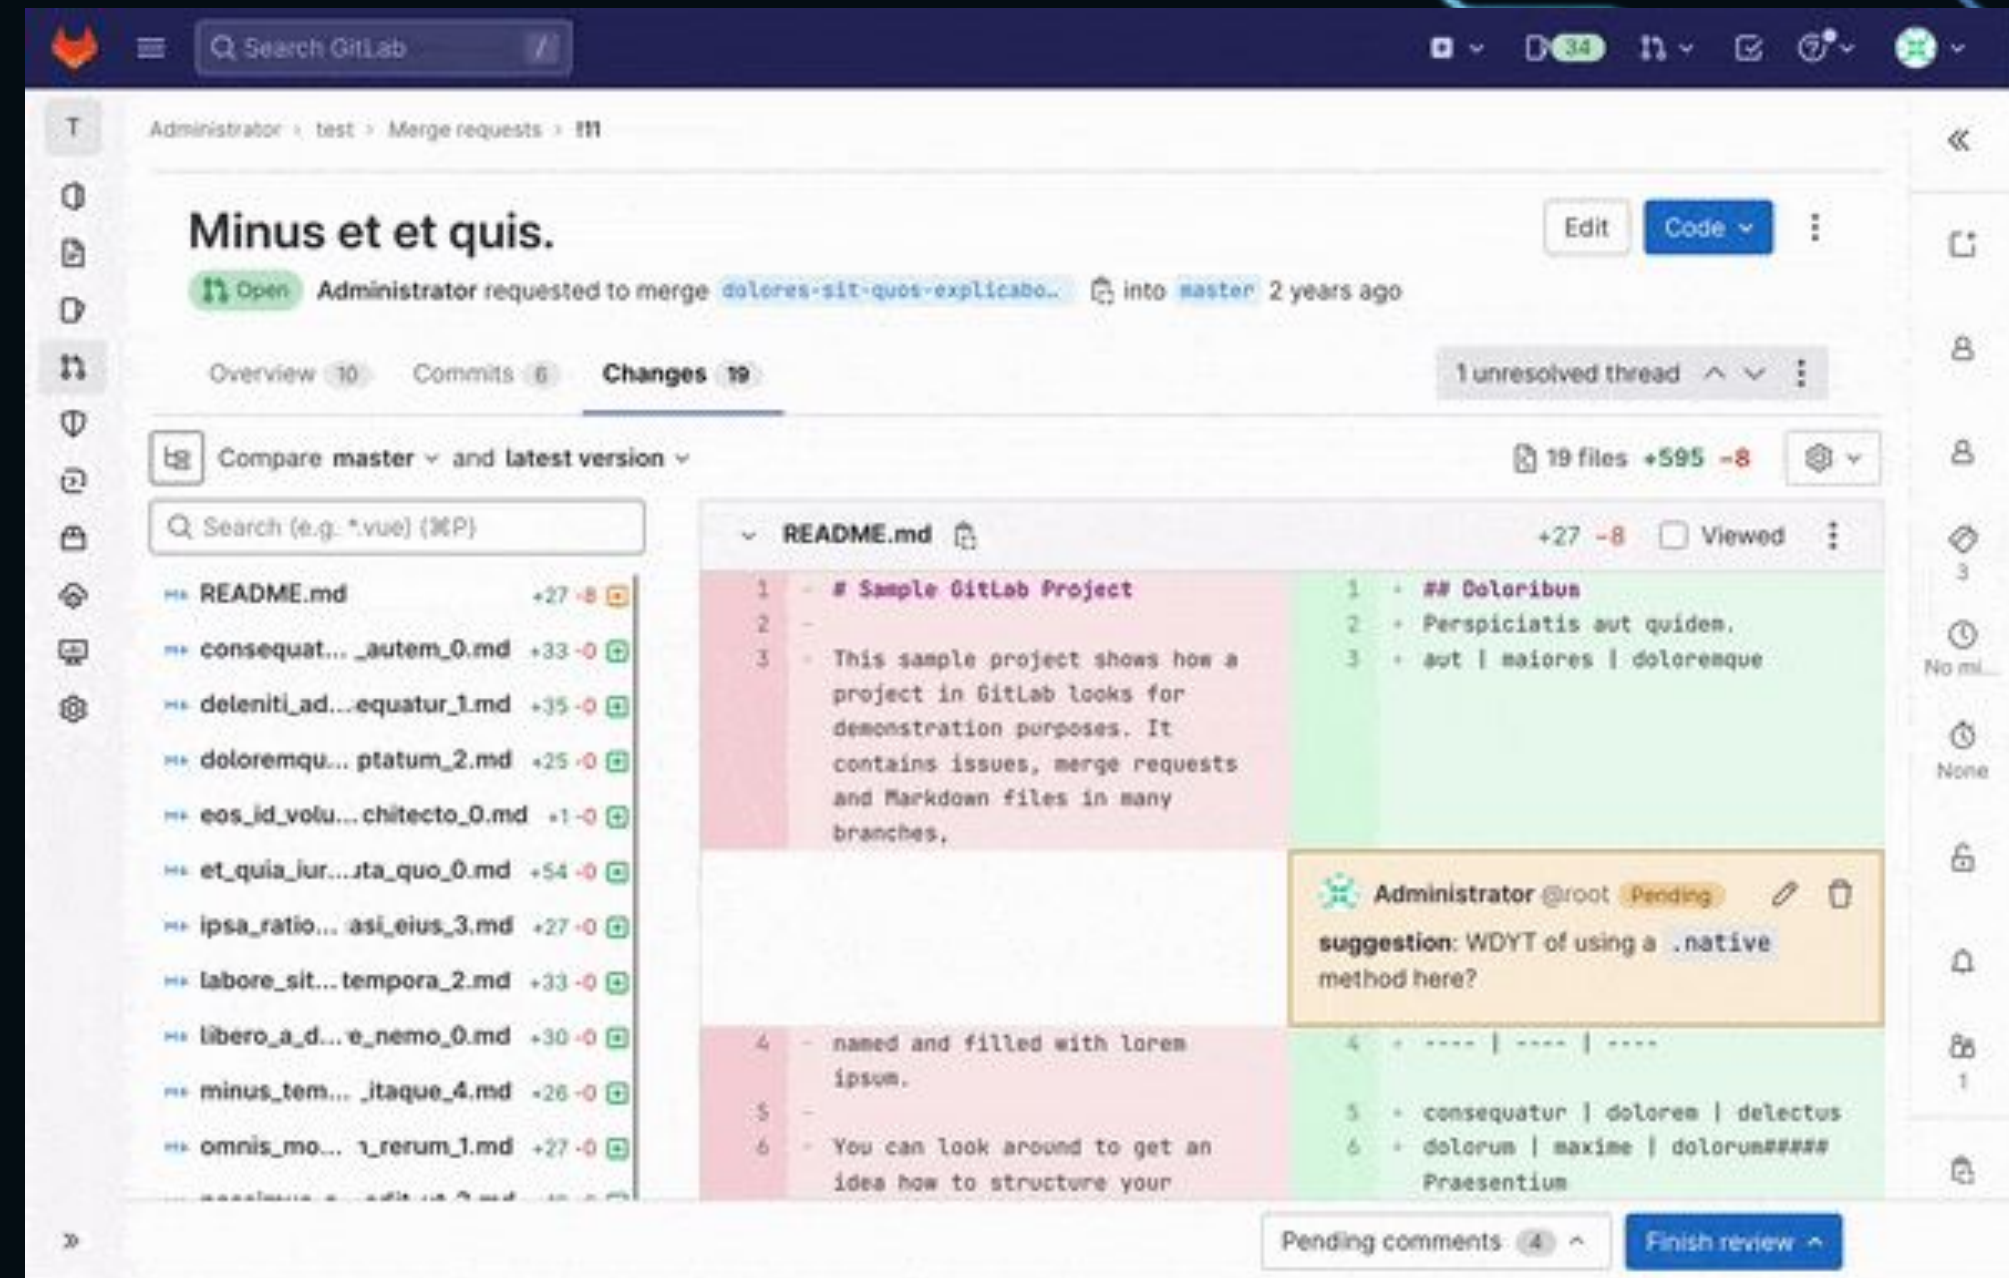 Search GitLab /
34
T
Administrator › test › Merge requests › !11
Minus et et quis.
Edit
Code
Open Administrator requested to merge dolores-sit-quos-explicabo… into master 2 years ago
Overview 10 Commits 6 Changes 19
1 unresolved thread
Compare master and latest version
19 files +595 -8
Search (e.g. *.vue) (⌘P)
README.md
+27 -8 Viewed
README.md +27 -8
consequat… _autem_0.md +33 -0
deleniti_ad…equatur_1.md +35 -0
doloremqu… ptatum_2.md +25 -0
eos_id_volu…chitecto_0.md +1 -0
et_quia_iur… quo_0.md +54 -0
ipsa_ratio… asi_eius_3.md +27 -0
labore_sit…tempora_2.md +33 -0
libero_a_d… e_nemo_0.md +30 -0
minus_tem… _itaque_4.md +26 -0
omnis_mo… rerum_1.md +27 -0
1 - # Sample GitLab Project
2 -
3 - This sample project shows how a
project in GitLab looks for
demonstration purposes. It
contains issues, merge requests
and Markdown files in many
branches,
4 - named and filled with lorem
ipsum.
5 -
6 - You can look around to get an
idea how to structure your
1 + ## Doloribus
2 + Perspiciatis aut quidem.
3 + aut | maiores | doloremque
Administrator @root Pending
suggestion: WDYT of using a .native
method here?
4 + ---- | ---- | ----
5 + consequatur | dolorem | delectus
6 + dolorum | maxime | dolorum#####
Praesentium
3
No mi...
None
1
Pending comments 4
Finish review